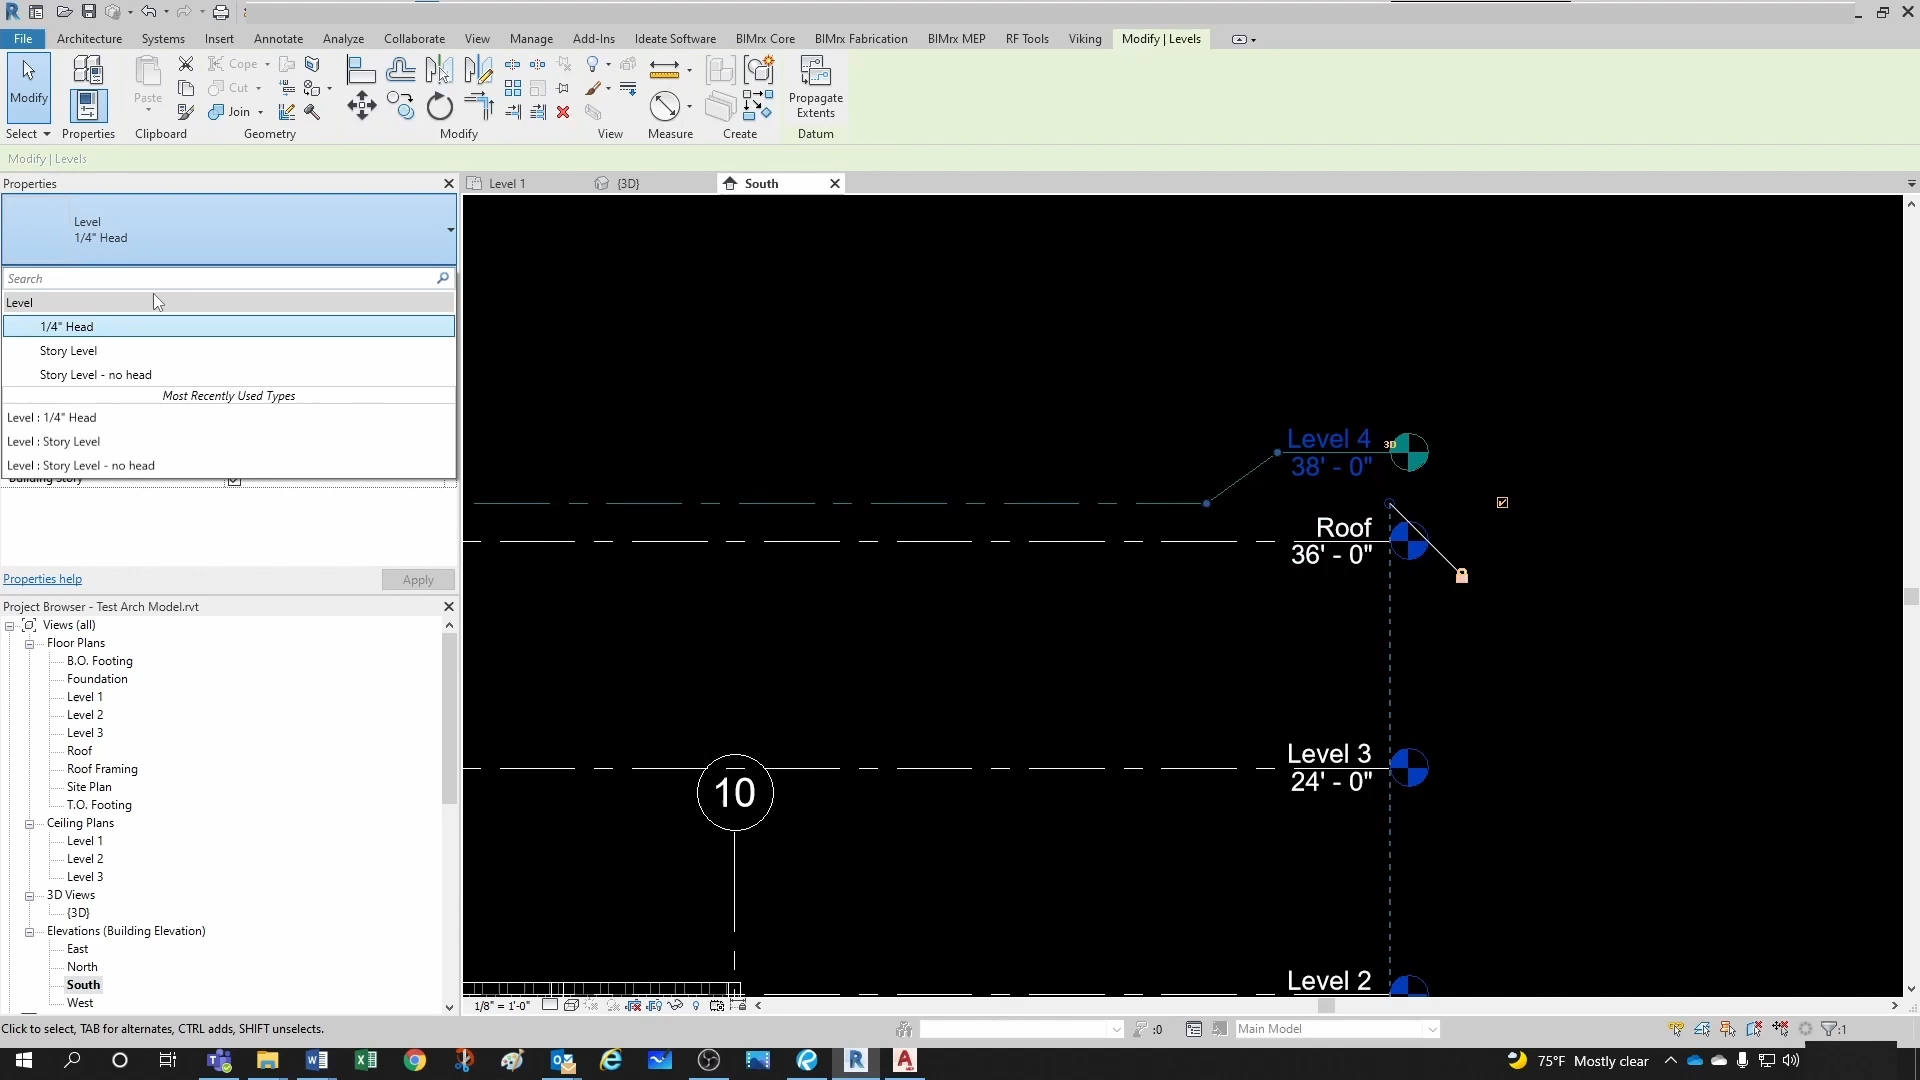 File Architecture Systems Insert Annotate Analyze Collaborate View Manage Add-Ins Ideate Software BIMrx Core BIMrx Fabrication BIMrx MEP RF Tools Viking Modify | Levels
Modify Paste Cope Cut Join Propagate Extents
Select Properties Clipboard Geometry Modify View Measure Create Datum
Modify | Levels
Properties
Level
1/4" Head
Search
Level
1/4" Head
Story Level
Story Level - no head
Most Recently Used Types
Level : 1/4" Head
Level : Story Level
Level : Story Level - no head
Building Story
Properties help Apply
Project Browser - Test Arch Model.rvt
Views (all)
Floor Plans
B.O. Footing
Foundation
Level 1
Level 2
Level 3
Roof
Roof Framing
Site Plan
T.O. Footing
Ceiling Plans
Level 1
Level 2
Level 3
3D Views
{3D}
Elevations (Building Elevation)
East
North
South
West
Level 1 {3D} South
Level 4 3D
38' - 0"
Roof
36' - 0"
Level 3
24' - 0"
10
Level 2
1/8" = 1'-0"
Click to select, TAB for alternates, CTRL adds, SHIFT unselects. :0 Main Model :1
75°F Mostly clear